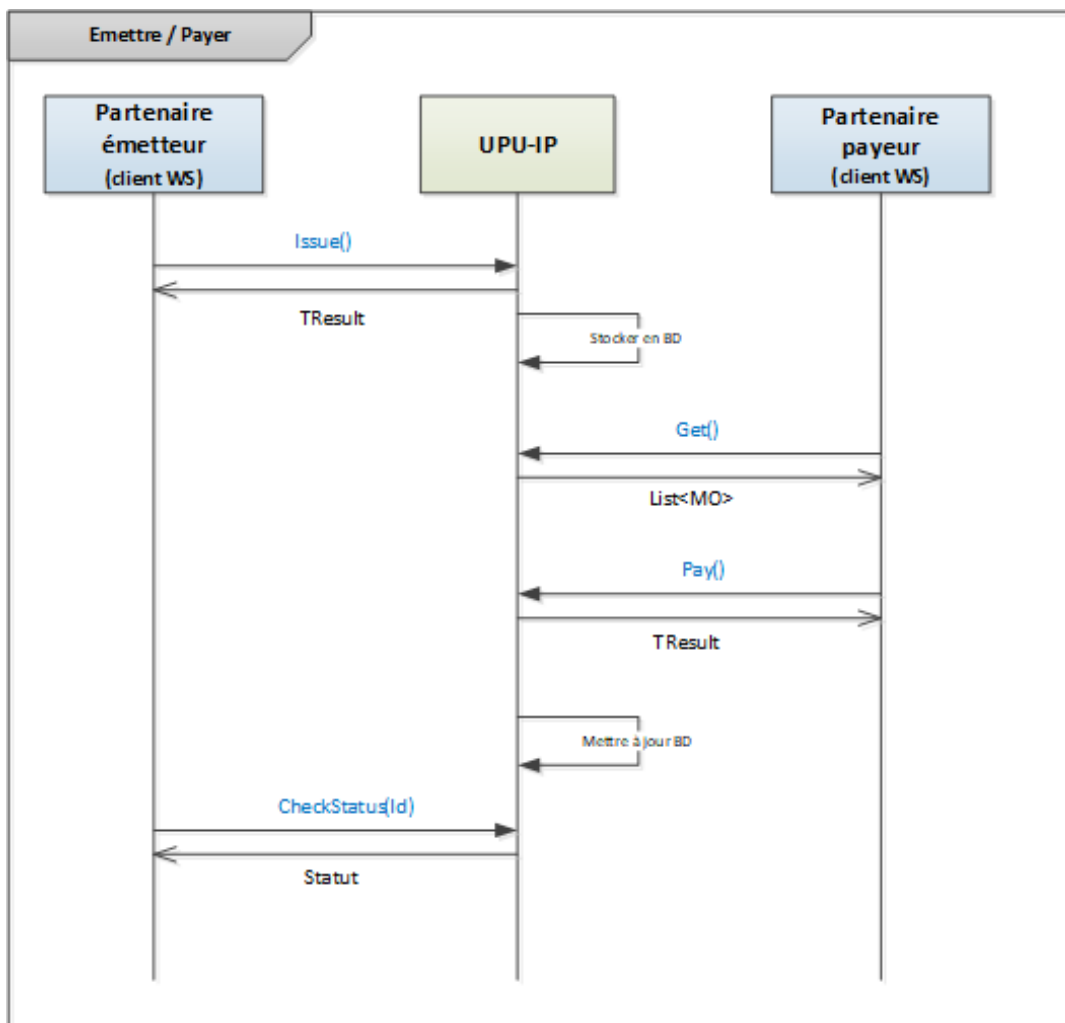 Emettre / Payer
Partenaire
émetteur
(client WS)
UPU-IP
Partenaire
payeur
(client WS)
Issue()
TResult
Stocker en BD
Get()
List<MO>
Pay()
TResult
Mettre à jour BD
CheckStatus(Id)
Statut